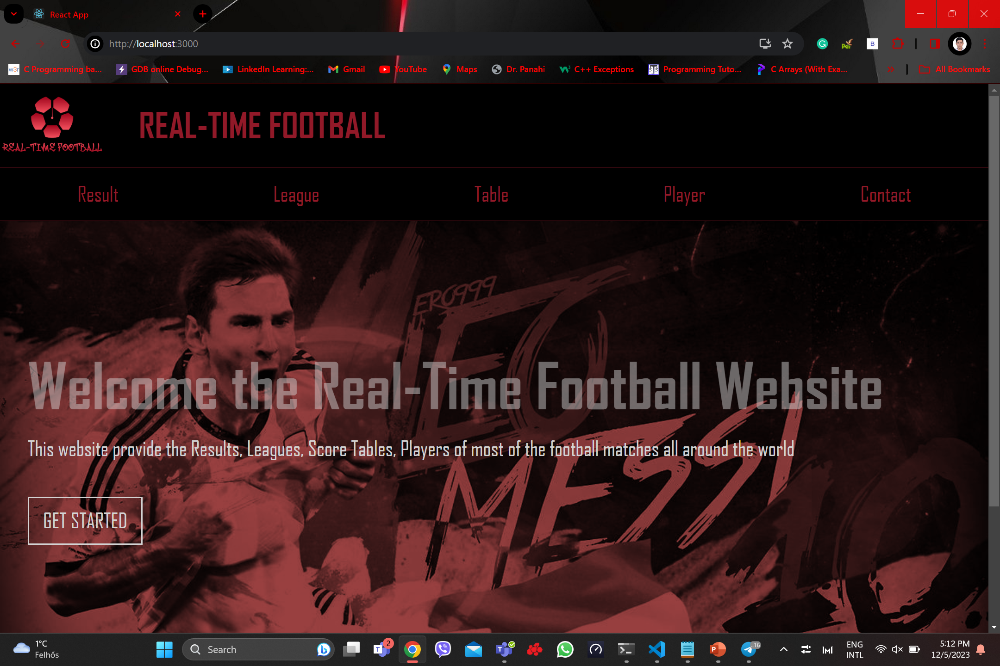 React App
http://localhost:3000
C Programming ba...
GDB online Debug...
LinkedIn Learning:...
Gmail
YouTube
Maps
Dr. Panahi
C++ Exceptions
Programming Tuto...
C Arrays (With Exa...
All Bookmarks
REAL-TIME FOOTBALL
REAL-TIME FOOTBALL
Result
League
Table
Player
Contact
ERC999
LEO
MESSI
10
Welcome the Real-Time Football Website
This website provide the Results, Leagues, Score Tables, Players of most of the football matches all around the world
GET STARTED
1°C
Felhős
Search
2
..16
ENG
INTL
5:12 PM
12/5/2023